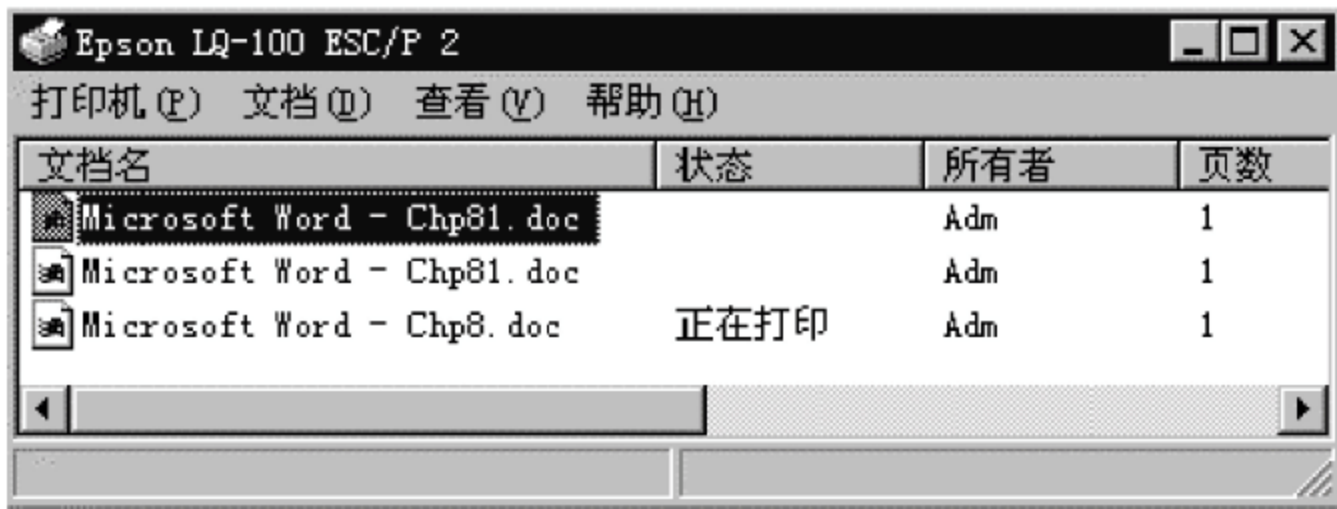 Epson LQ-100 ESC/P 2
打印机(P) 文档(D) 查看(V) 帮助(H)
文档名 状态 所有者 页数
Microsoft Word - Chp81.doc Adm 1
Microsoft Word - Chp81.doc Adm 1
Microsoft Word - Chp8.doc 正在打印 Adm 1